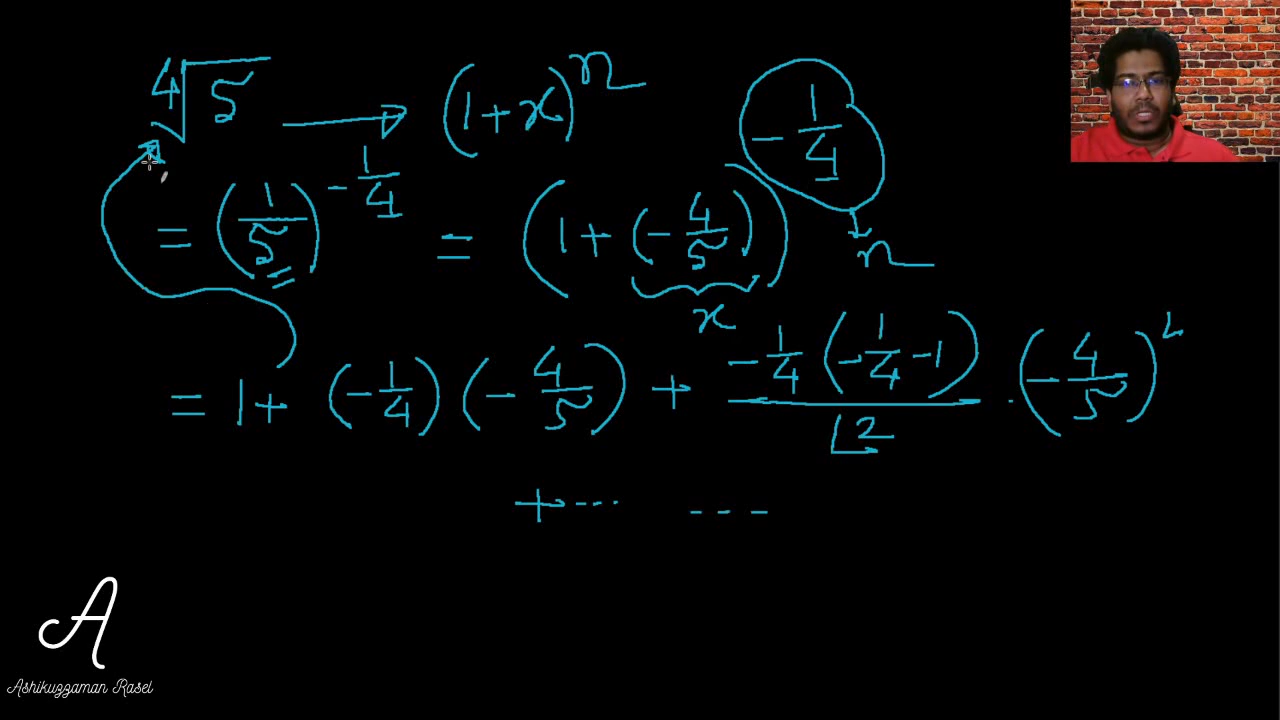 ∜5 → (1+x)^n
= (1/5)^(-1/4) = (1+(-4/5))^(-1/4)
x n
= 1+ (-1/4)(-4/5) + (-1/4(-1/4-1))/(⌊2) · (-4/5)^2
+... ---
A
Ashikuzzaman Rasel